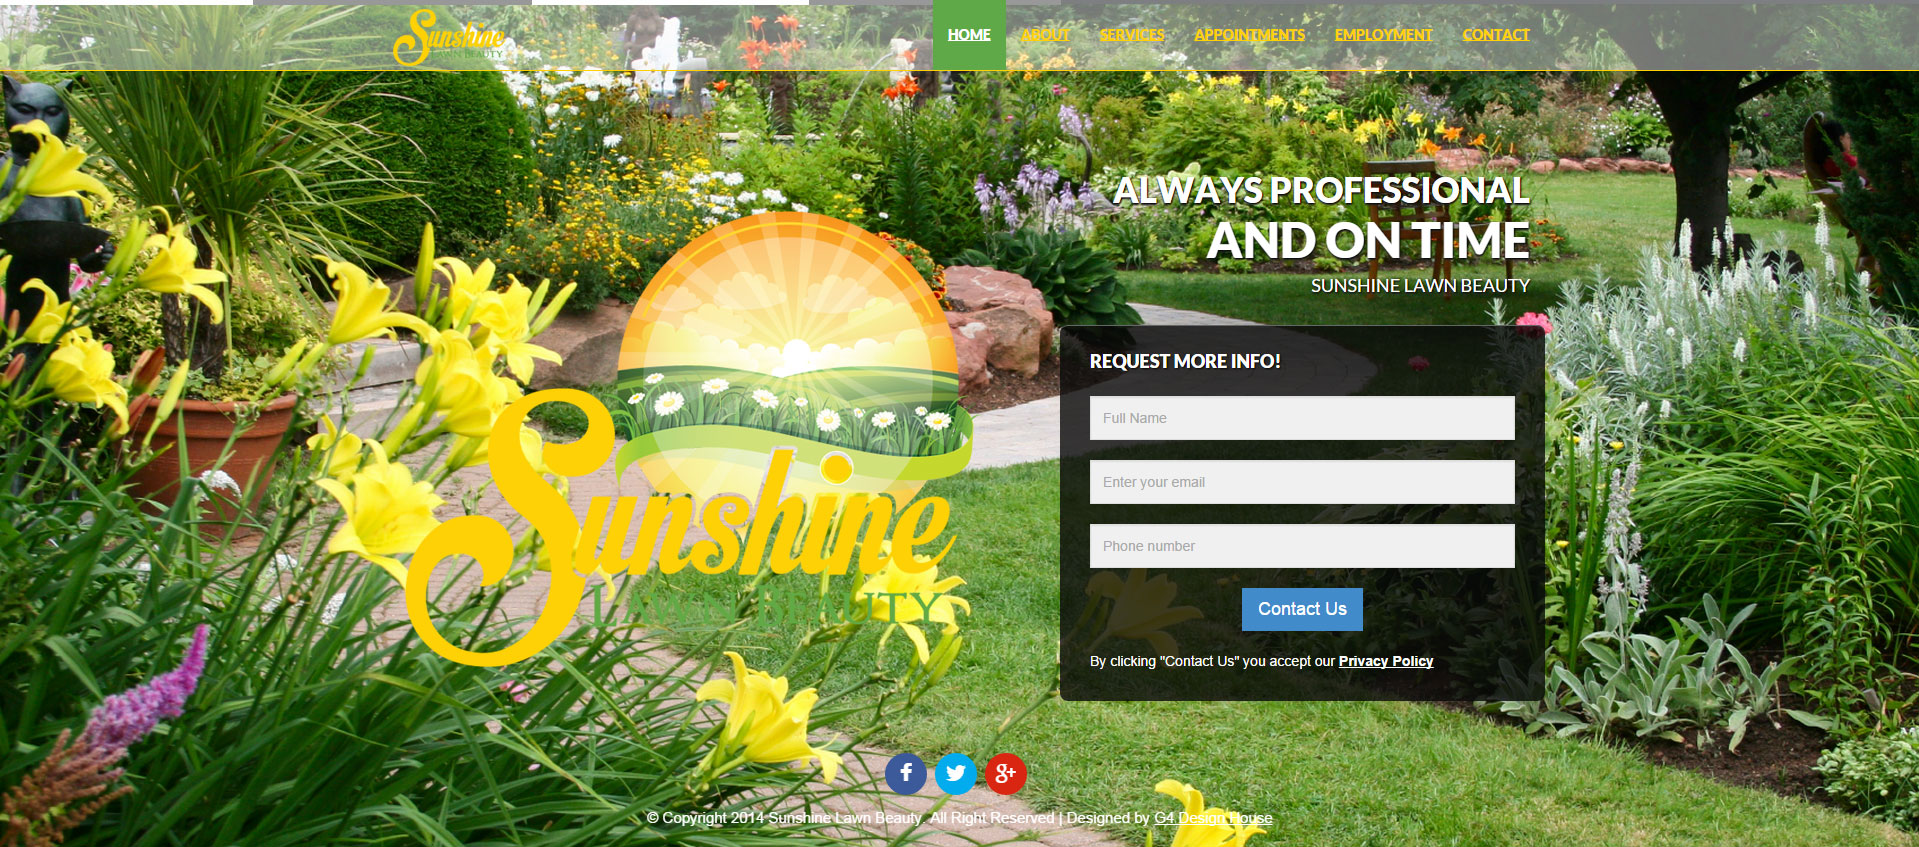 Sunshine
LAWN BEAUTY
HOME ABOUT SERVICES APPOINTMENTS EMPLOYMENT CONTACT
ALWAYS PROFESSIONAL
AND ON TIME
SUNSHINE LAWN BEAUTY
Sunshine
LAWN BEAUTY
REQUEST MORE INFO!
Full Name
Enter your email
Phone number
Contact Us
By clicking "Contact Us" you accept our Privacy Policy
f g+
© Copyright 2014 Sunshine Lawn Beauty. All Right Reserved | Designed by G4 Design House